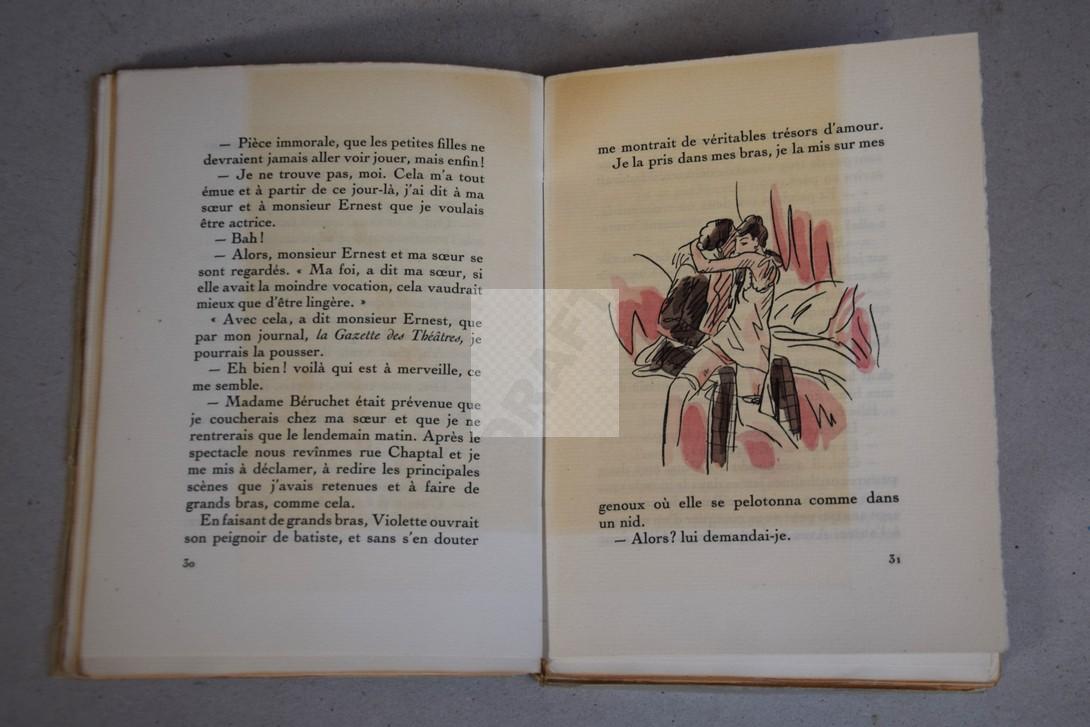 — Pièce immorale, que les petites filles ne
devraient jamais aller voir jouer, mais enfin!
— Je ne trouve pas, moi. Cela m'a tout
émue et à partir de ce jour-là, j'ai dit à ma
sœur et à monsieur Ernest que je voulais
être actrice.
— Bah!
— Alors, monsieur Ernest et ma sœur se
sont regardés. « Ma foi, a dit ma sœur, si
elle avait la moindre vocation, cela vaudrait
mieux que d'être lingère. »
« Avec cela, a dit monsieur Ernest, que
par mon journal, la Gazette des Théâtres, je
pourrais la pousser.
— Eh bien! voilà qui est à merveille, ce
me semble.
— Madame Béruchet était prévenue que
je coucherais chez ma sœur et que je ne
rentrerais que le lendemain matin. Après le
spectacle nous revînmes rue Chaptal et je
me mis à déclamer, à redire les principales
scènes que j'avais retenues et à faire de
grands bras, comme cela.
En faisant de grands bras, Violette ouvrait
son peignoir de batiste, et sans s'en douter
30
me montrait de véritables trésors d'amour.
Je la pris dans mes bras, je la mis sur mes
DRAFT
genoux où elle se pelotonna comme dans
un nid.
— Alors? lui demandai-je.
31